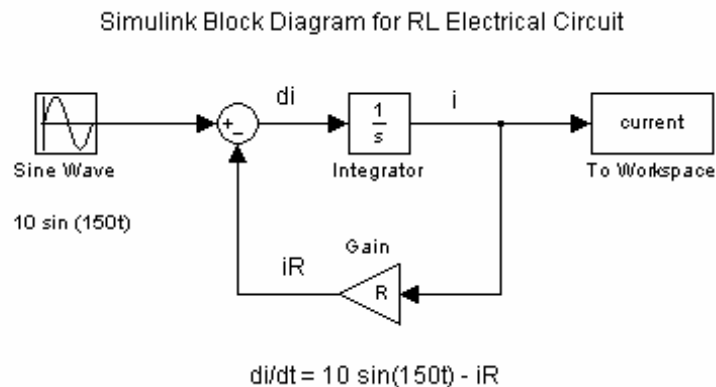 Simulink Block Diagram for RL Electrical Circuit
di
i
+
−
1
s
current
Sine Wave
Integrator
To Workspace
10 sin (150t)
Gain
iR
R
di/dt = 10 sin(150t) - iR